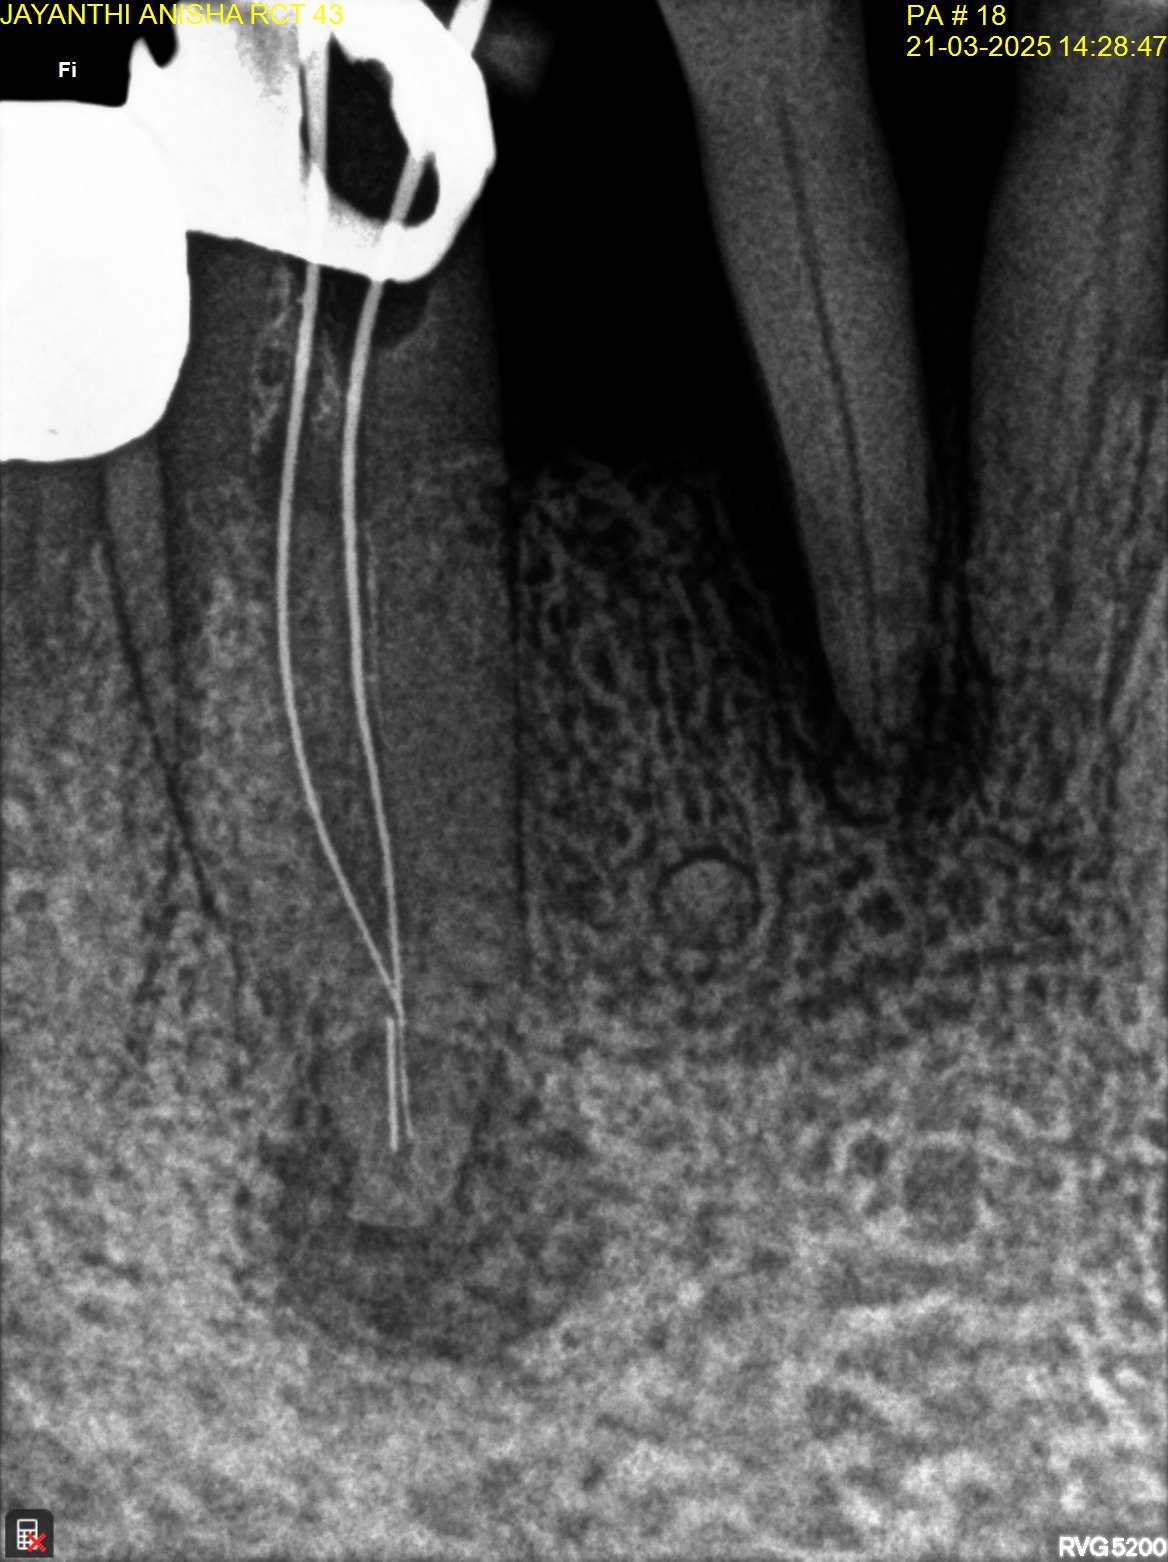 JAYANTHI ANISHA RCT 43
PA # 18
21-03-2025 14:28:47
Fi
RVG5200